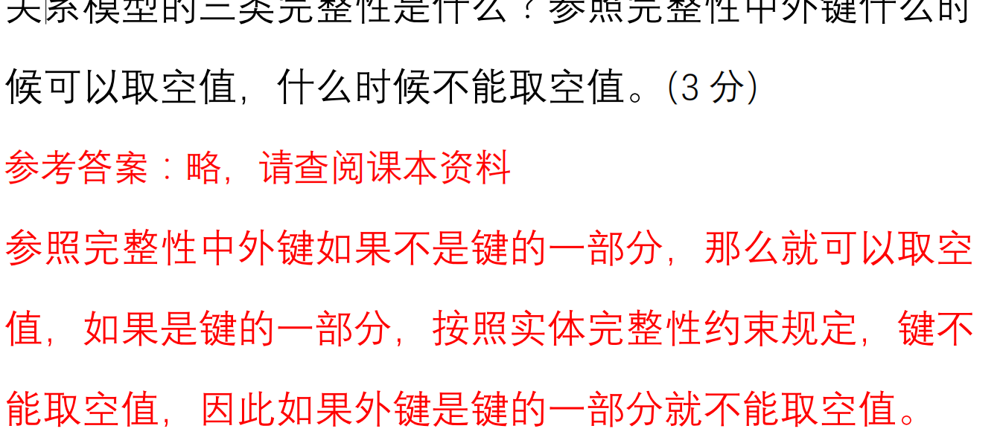 关系模型的三类完整性是什么？参照完整性中外键什么时
候可以取空值，什么时候不能取空值。(3 分)
参考答案：略，请查阅课本资料
参照完整性中外键如果不是键的一部分，那么就可以取空
值，如果是键的一部分，按照实体完整性约束规定，键不
能取空值，因此如果外键是键的一部分就不能取空值。